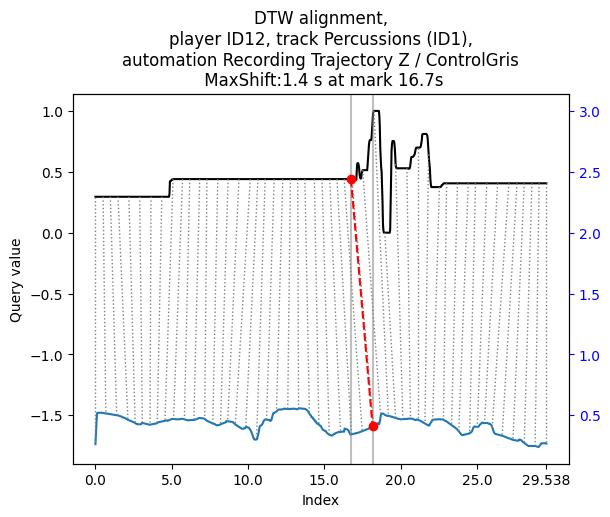 DTW alignment,
player ID12, track Percussions (ID1),
automation Recording Trajectory Z / ControlGris
MaxShift:1.4 s at mark 16.7s
1.0
0.5
0.0
−0.5
−1.0
−1.5
Query value
3.0
2.5
2.0
1.5
1.0
0.5
0.0 5.0 10.0 15.0 20.0 25.0 29.538
Index